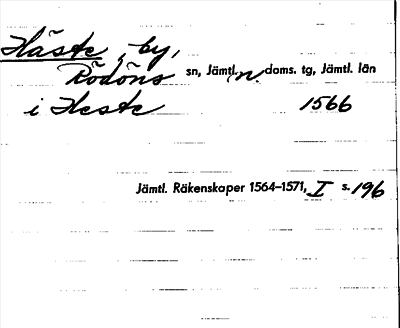 Häste, by,
Rödöns sn, Jämtl. n. doms. tg, Jämtl. län
i Heste 1566
Jämtl. Räkenskaper 1564–1571, I s. 196